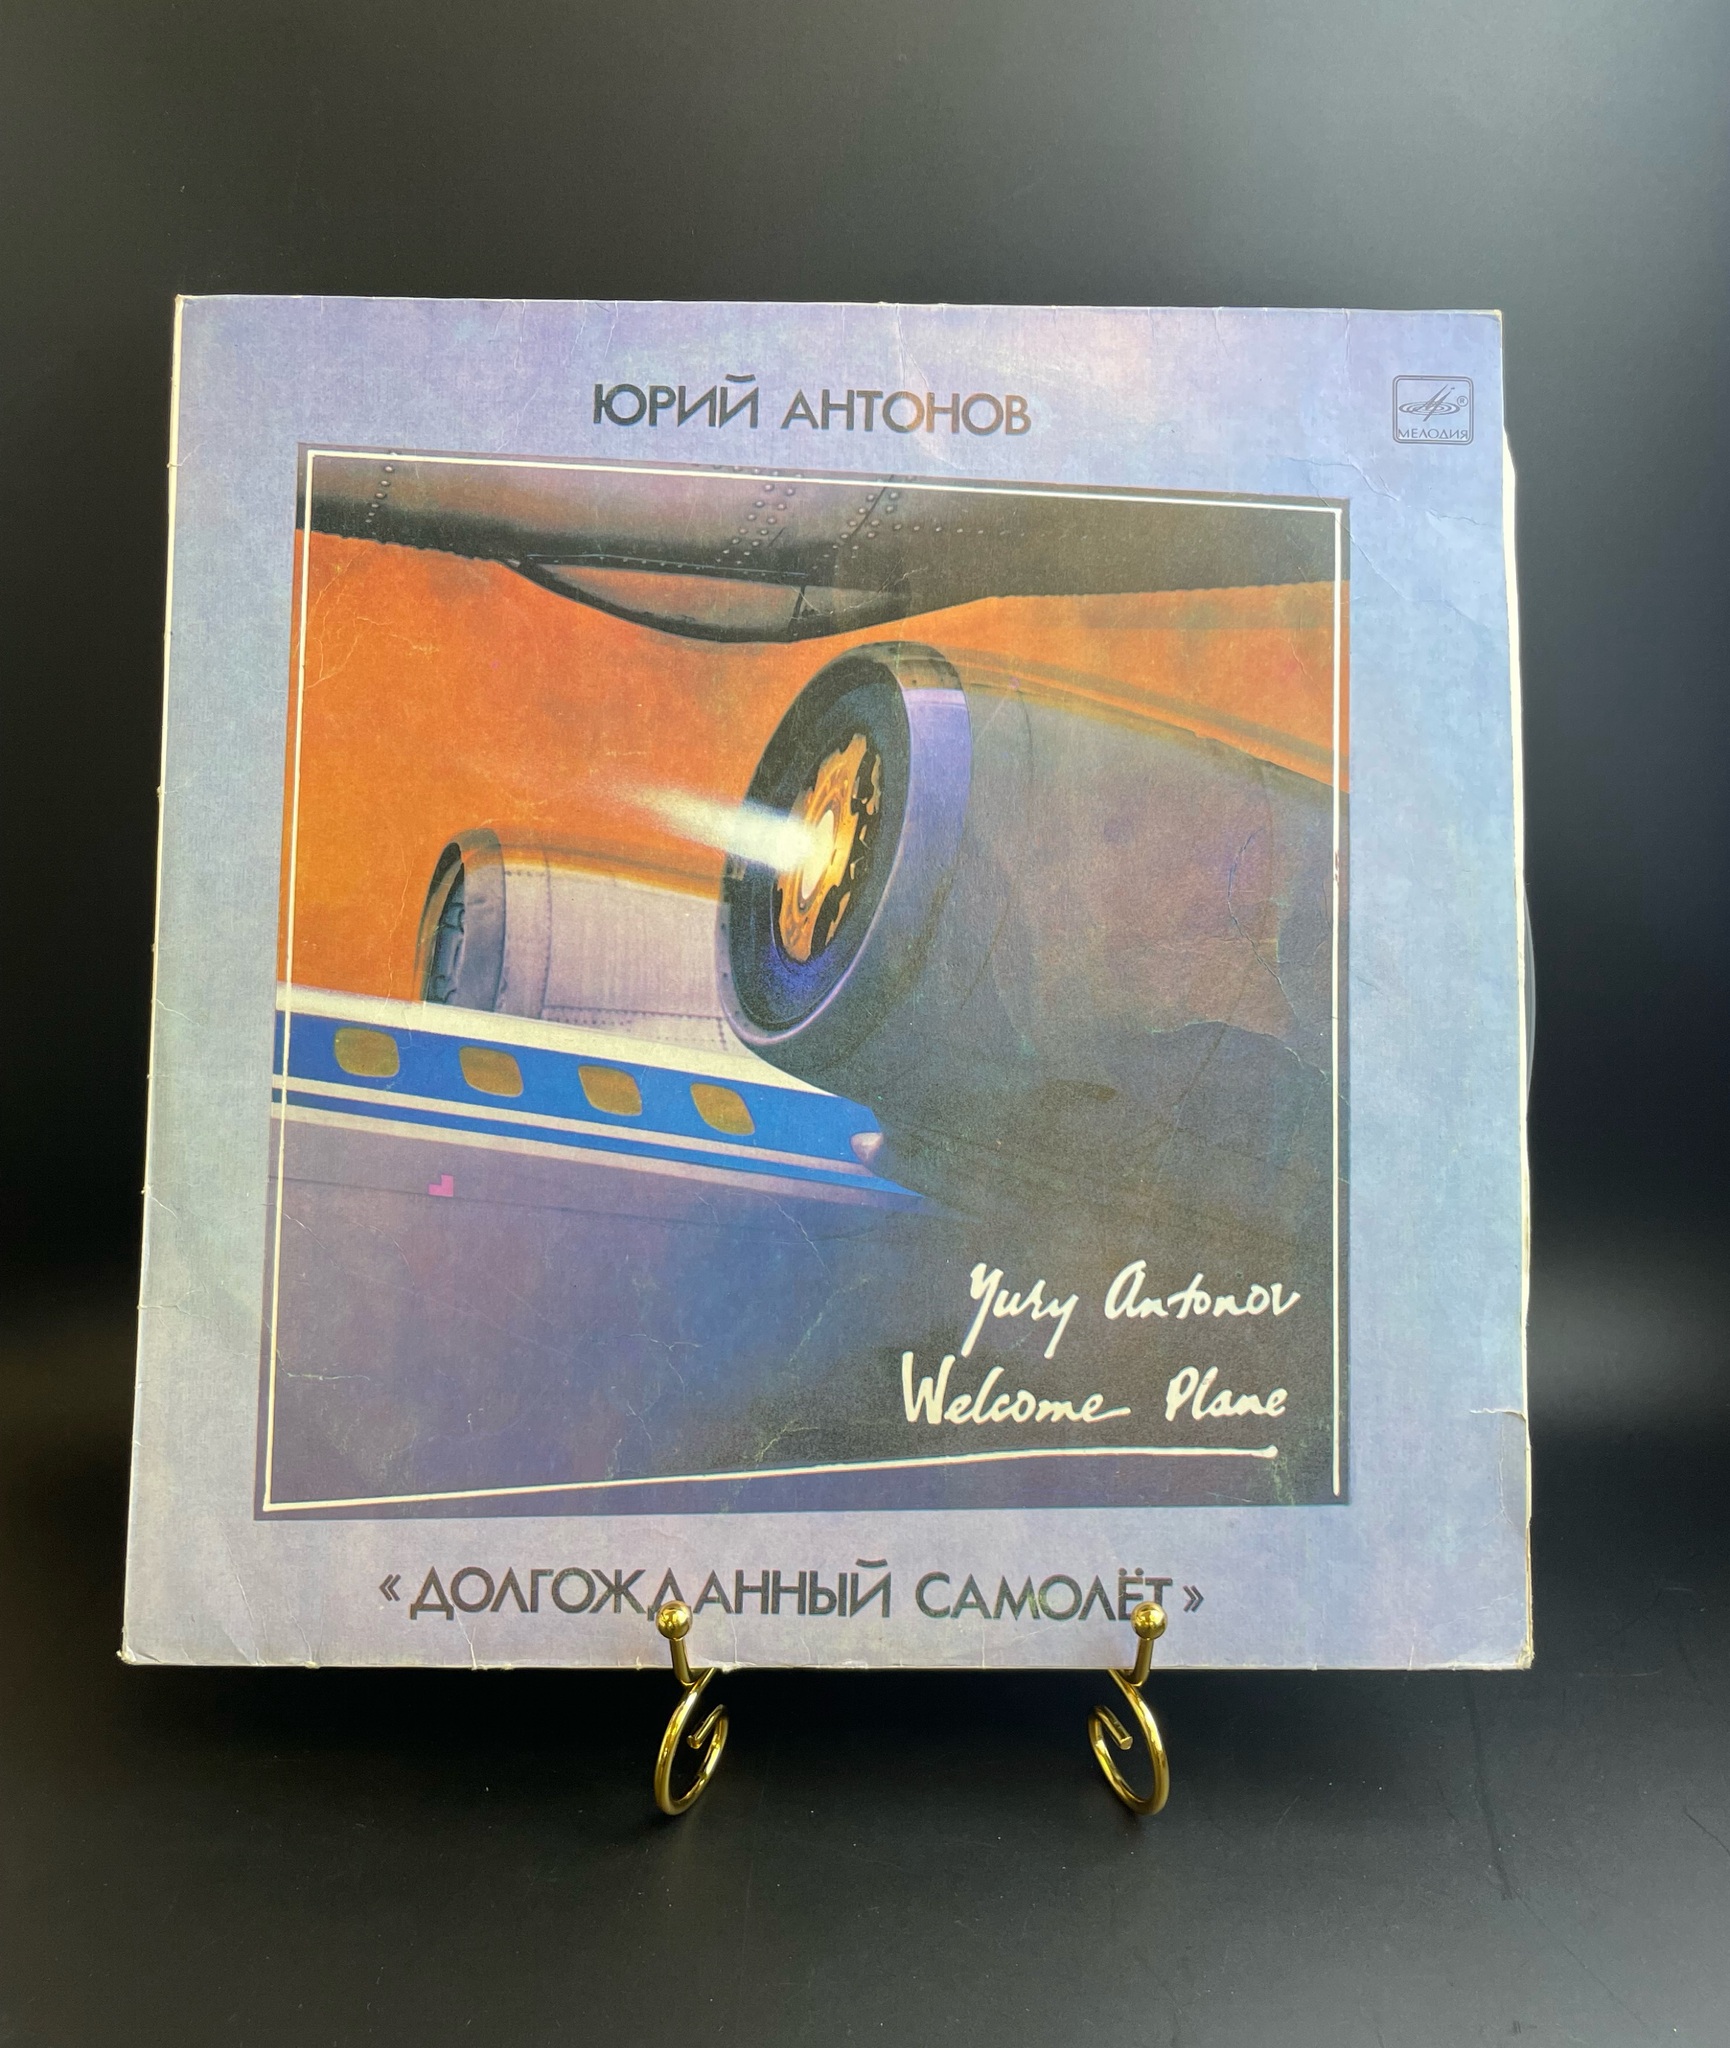 ЮРИЙ АНТОНОВ
® МЕЛОДИЯ
Yury Antonov
Welcome Plane
«ДОЛГОЖДАННЫЙ САМОЛЁТ»